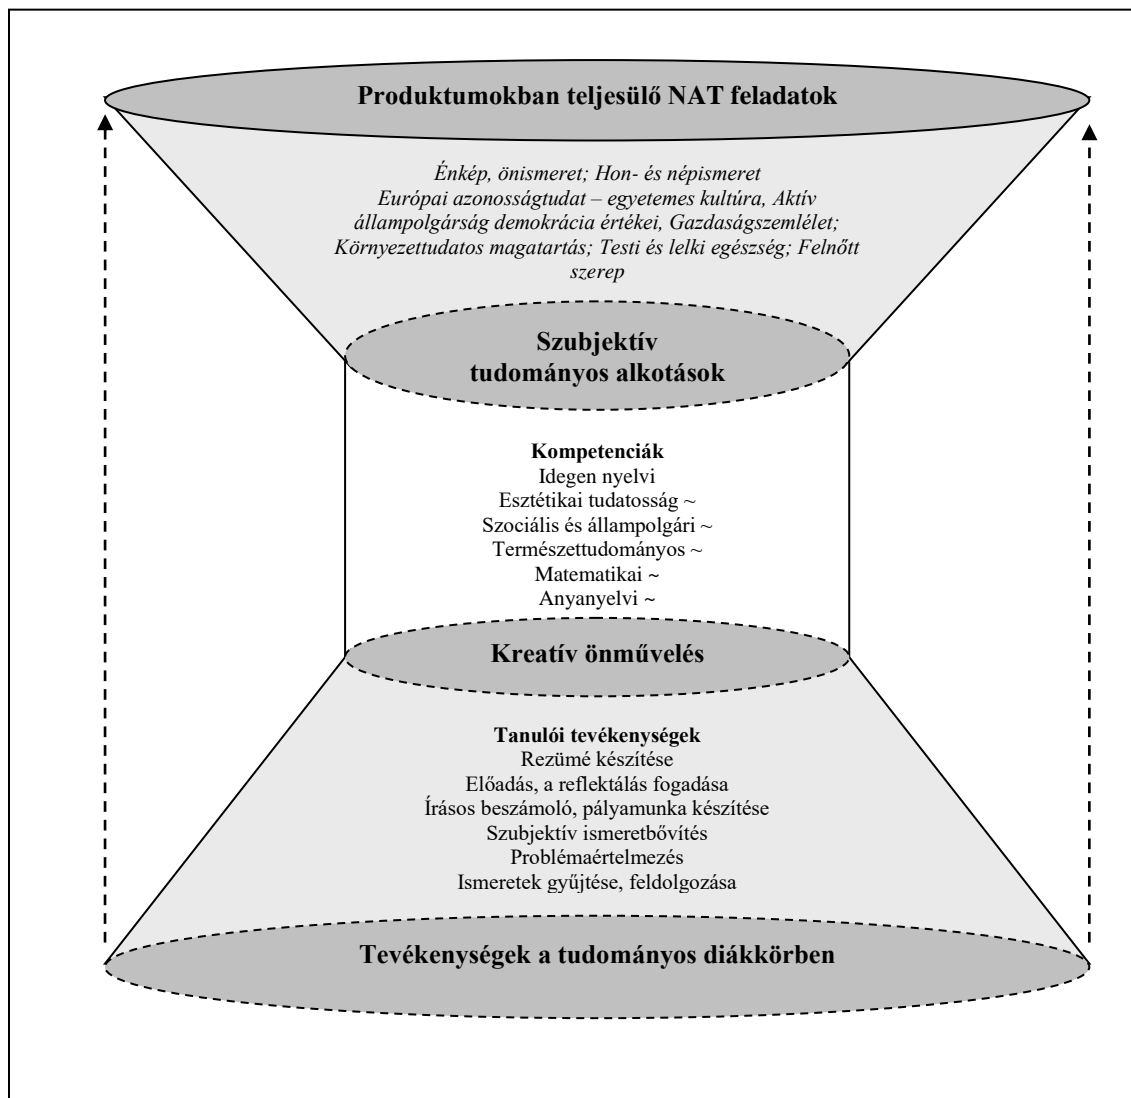 Produktumokban teljesülő NAT feladatok
Énkép, önismeret; Hon- és népismeret
Európai azonosságtudat – egyetemes kultúra, Aktív
állampolgárság demokrácia értékei, Gazdaságszemlélet;
Környezettudatos magatartás; Testi és lelki egészség; Felnőtt
szerep
Szubjektív
tudományos alkotások
Kompetenciák
Idegen nyelvi
Esztétikai tudatosság ~
Szociális és állampolgári ~
Természettudományos ~
Matematikai ~
Anyanyelvi ~
Kreatív önművelés
Tanulói tevékenységek
Rezümé készítése
Előadás, a reflektálás fogadása
Írásos beszámoló, pályamunka készítése
Szubjektív ismeretbővítés
Problémaértelmezés
Ismeretek gyűjtése, feldolgozása
Tevékenységek a tudományos diákkörben